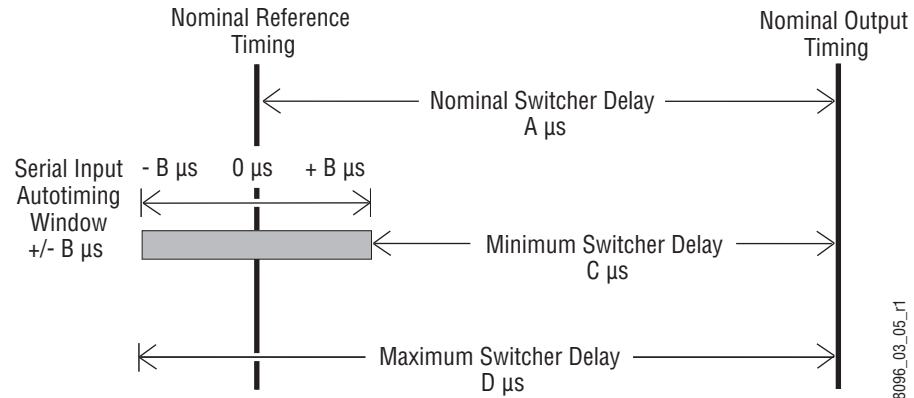 Nominal Reference
Timing
Nominal Output
Timing
Nominal Switcher Delay
A µs
Serial Input
Autotiming
Window
+/- B µs
- B µs 0 µs + B µs
Minimum Switcher Delay
C µs
Maximum Switcher Delay
D µs
8096_03_05_r1